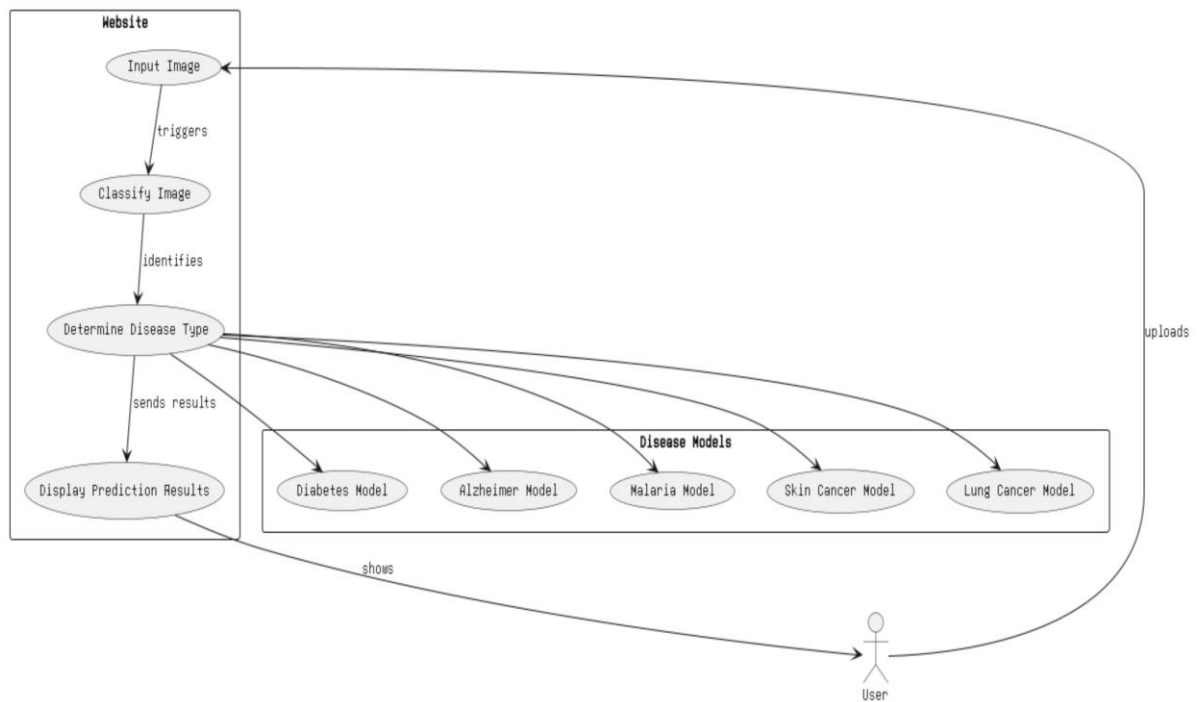 Website
Input Image
triggers
Classify Image
identifies
Determine Disease Type
uploads
sends results
Disease Models
Display Prediction Results
Diabetes Model
Alzheimer Model
Malaria Model
Skin Cancer Model
Lung Cancer Model
shows
User